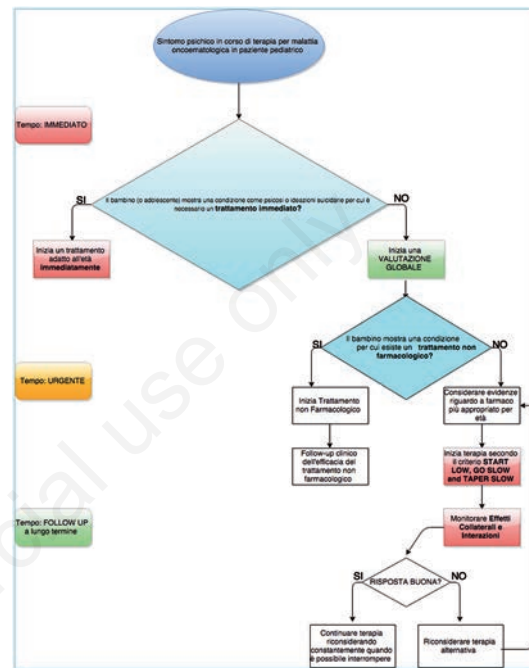 Sintomo psichico in corso di terapia per malattia
oncoematologica in paziente pediatrico
Tempo: IMMEDIATO
Il bambino (o adolescente) mostra una condizione come psicosi o ideazioni suicidarie per cui è
necessario un trattamento immediato?
SI
NO
Inizia un trattamento
adatto all'età
immediatamente
Inizia una
VALUTAZIONE
GLOBALE
Il bambino mostra una condizione
per cui esiste un trattamento non
farmacologico?
SI
NO
Tempo: URGENTE
Inizia Trattamento
non Farmacologico
Considerare evidenze
riguardo a farmaco
più appropriato per
età
Follow-up clinico
dell'efficacia del
trattamento non
farmacologico
Inizia terapia secondo
il criterio START
LOW, GO SLOW
and TAPER SLOW
Tempo: FOLLOW UP
a lungo termine
Monitorare Effetti
Collaterali e
Interazioni
SI
RISPOSTA BUONA?
NO
Continuare terapia
riconsiderando
constantemente quando
è possibile interrompere
Riconsiderare terapia
alternativa
cial use only